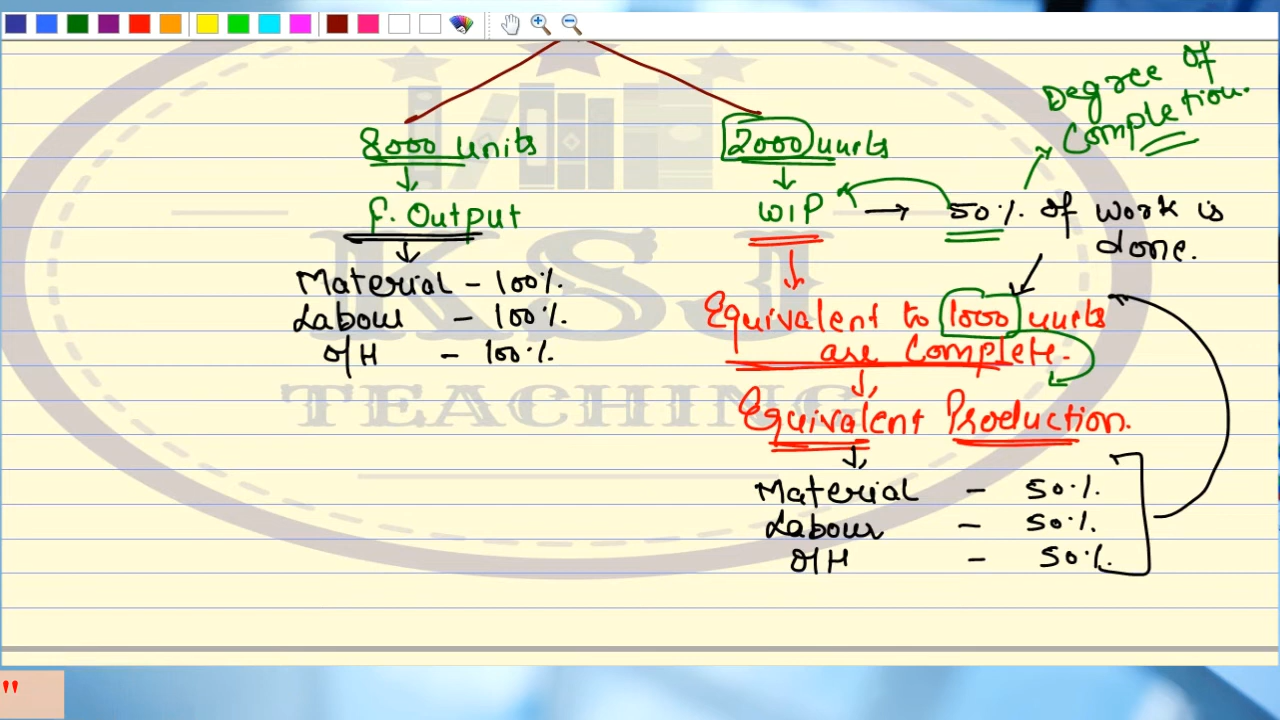 Degree of
Completion.
8000 units
2000 units
F. Output
WIP → 50% of work is
done.
Material - 100%
Labour - 100%
O/H - 100%
Equivalent to 1000 units
are Complete.
Equivalent Production.
Material - 50%
Labour - 50%
O/H - 50%
KSJ
TEACHING
"